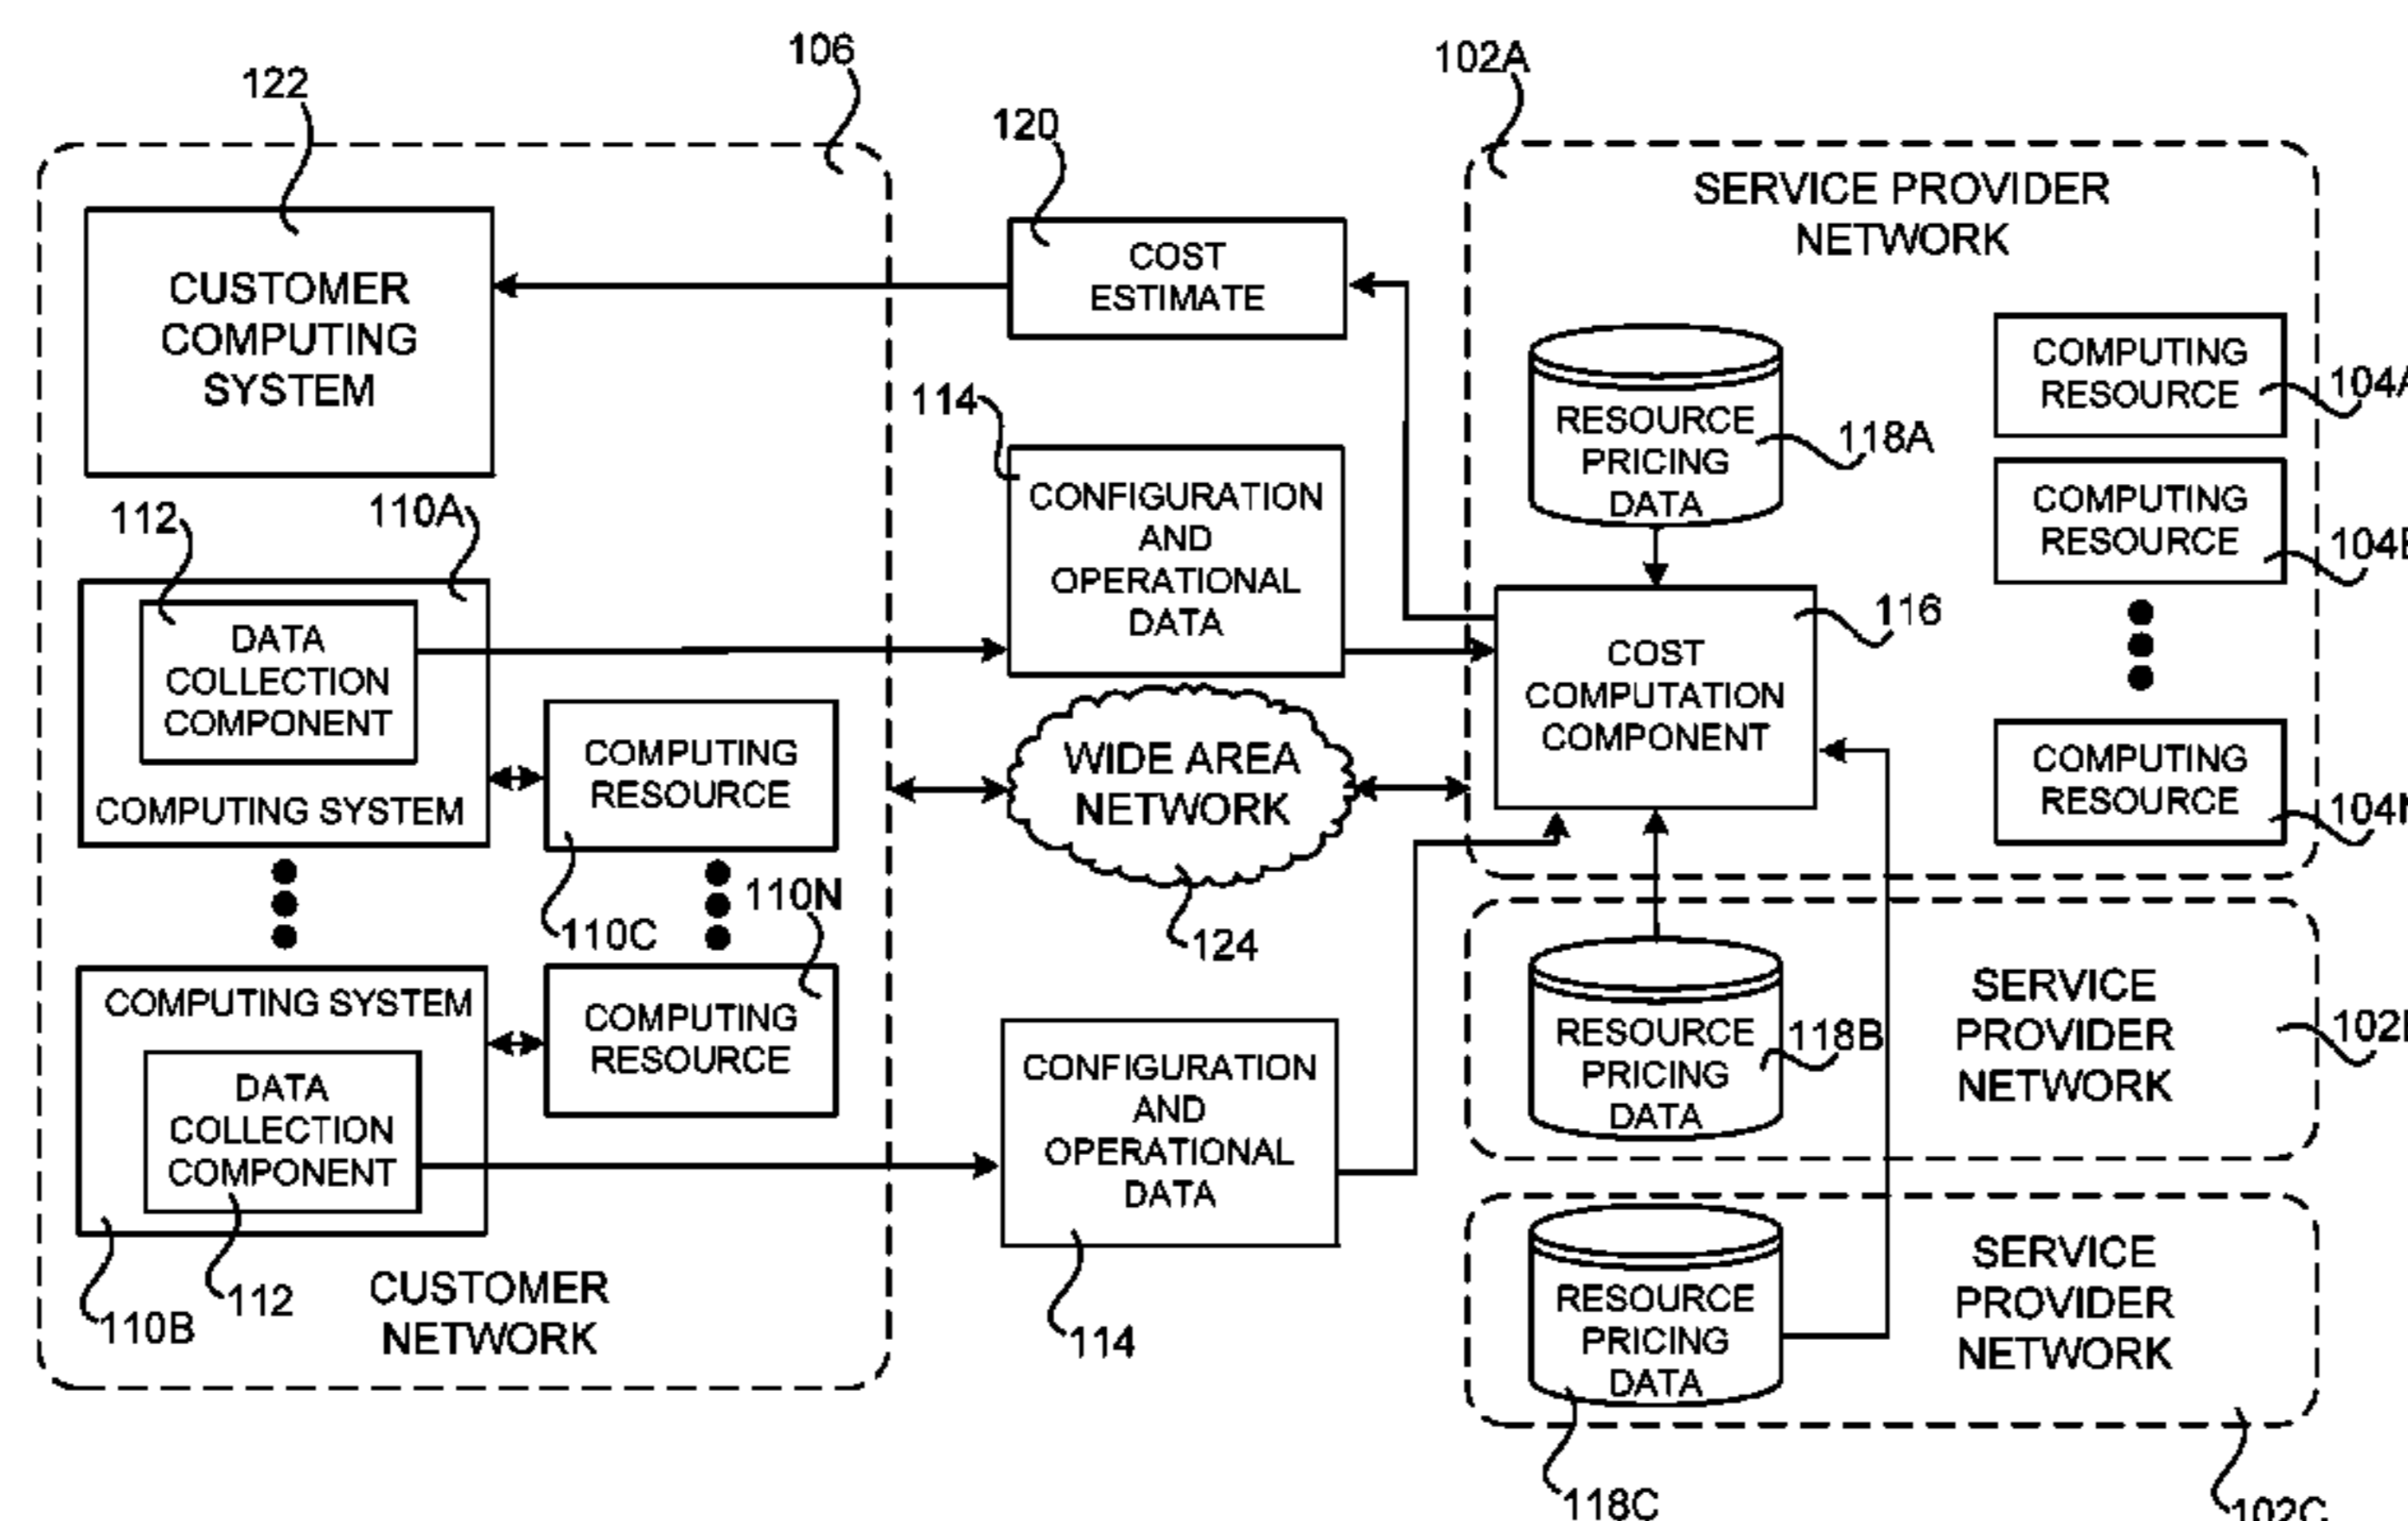 106
122
120
102A
SERVICE PROVIDER
NETWORK
CUSTOMER
COMPUTING
SYSTEM
COST
ESTIMATE
COMPUTING
RESOURCE
104A
RESOURCE
PRICING
DATA
118A
114
CONFIGURATION
AND
OPERATIONAL
DATA
COMPUTING
RESOURCE
112
110A
DATA
COLLECTION
COMPONENT
COMPUTING SYSTEM
116
COST
COMPUTATION
COMPONENT
COMPUTING
RESOURCE
COMPUTING
RESOURCE
WIDE AREA
NETWORK
124
110C
110N
COMPUTING SYSTEM
DATA
COLLECTION
COMPONENT
COMPUTING
RESOURCE
CONFIGURATION
AND
OPERATIONAL
DATA
RESOURCE
PRICING
DATA
118B
SERVICE
PROVIDER
NETWORK
112
110B
CUSTOMER
NETWORK
114
RESOURCE
PRICING
DATA
SERVICE
PROVIDER
NETWORK
118C
102C